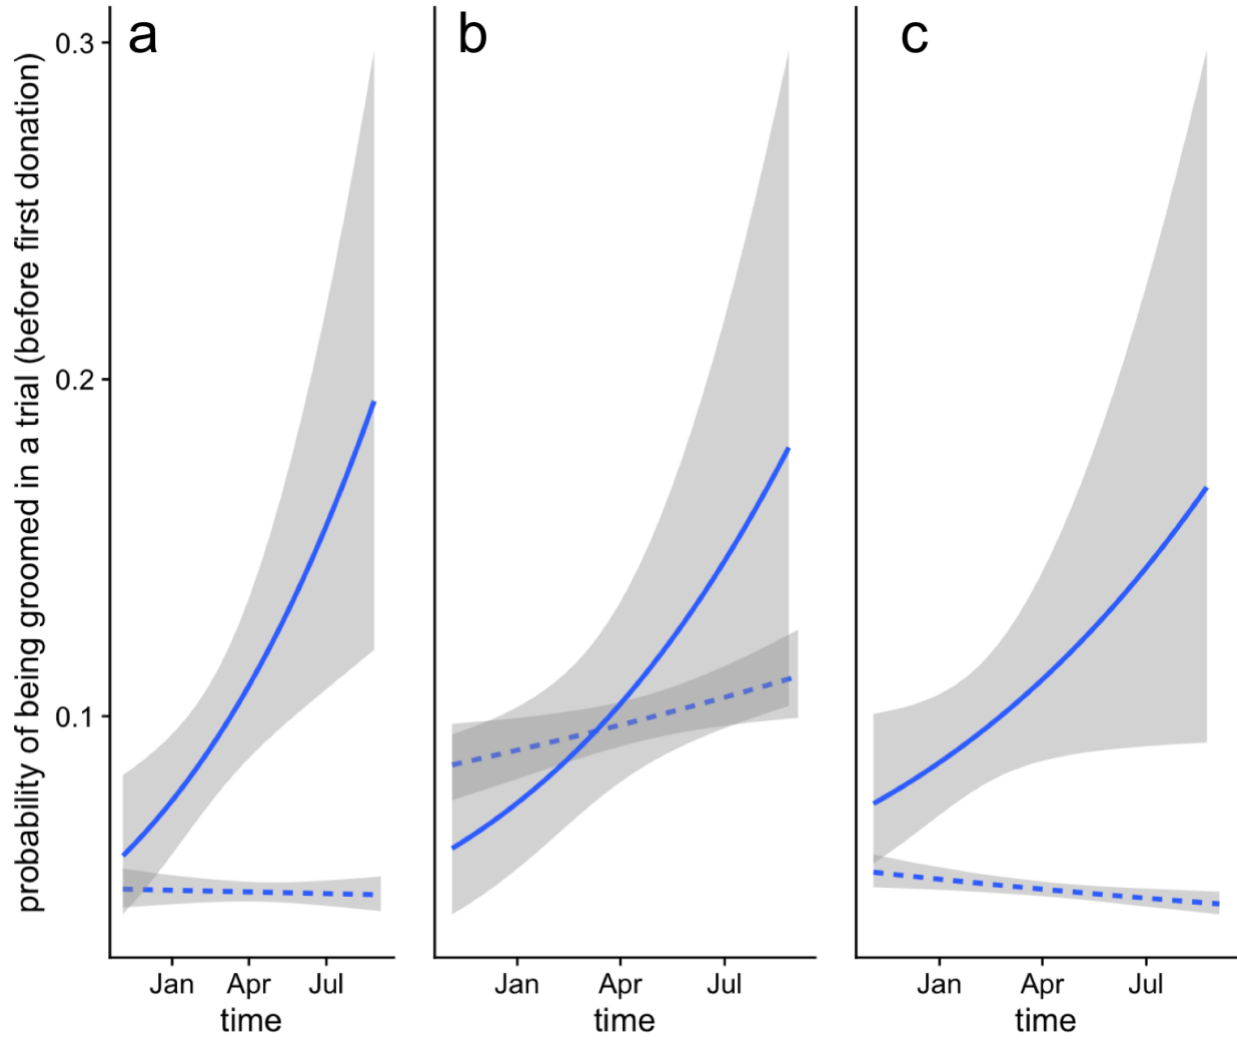 a
b
c
probability of being groomed in a trial (before first donation)
0.3
0.2
0.1
Jan Apr Jul
Jan Apr Jul
Jan Apr Jul
time
time
time